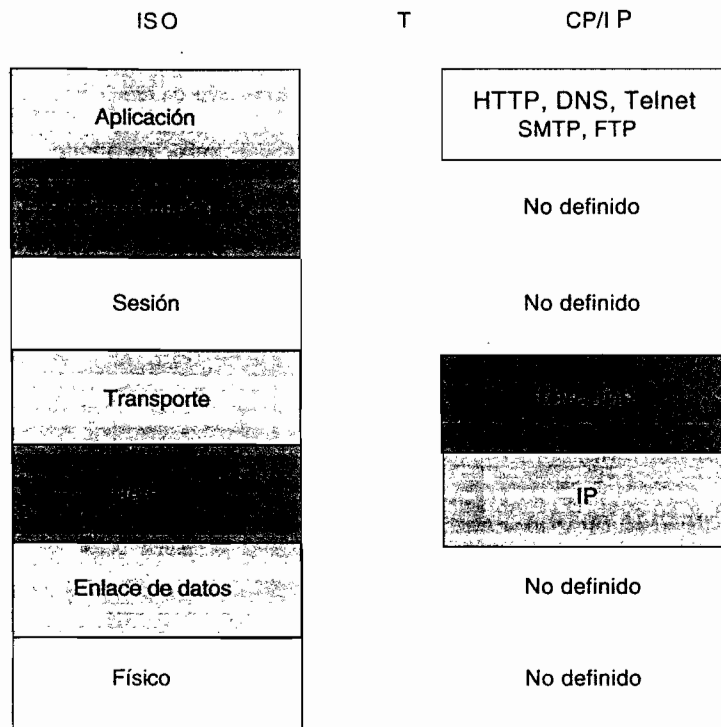 ISO T CP/I P
Aplicación
HTTP, DNS, Telnet
SMTP, FTP
No definido
Sesión
No definido
Transporte
IP
Enlace de datos
No definido
Físico
No definido